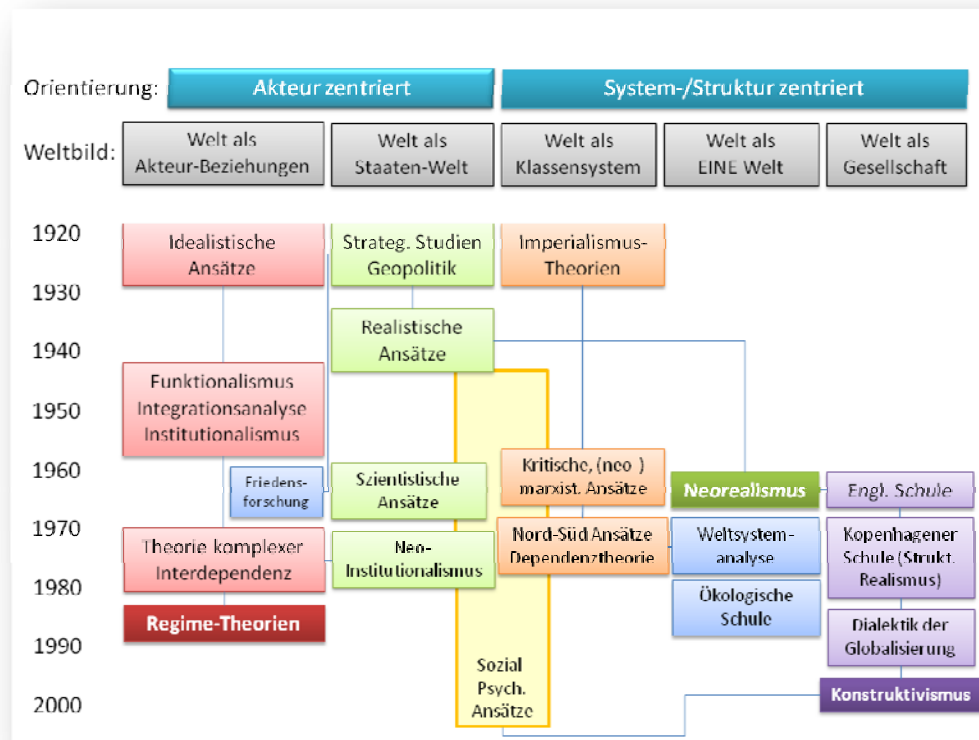 Orientierung:
Akteur zentriert
System-/Struktur zentriert
Weltbild:
Welt als
Akteur-Beziehungen
Welt als
Staaten-Welt
Welt als
Klassensystem
Welt als
EINE Welt
Welt als
Gesellschaft
1920
Idealistische
Ansätze
Strateg. Studien
Geopolitik
Imperialismus-
Theorien
1930
Realistische
Ansätze
1940
Funktionalismus
Integrationsanalyse
Institutionalismus
1950
1960
Friedens-
forschung
Szientistische
Ansätze
Kritische, (neo-)
marxist. Ansätze
Neorealismus
Engl. Schule
1970
Theorie komplexer
Interdependenz
Neo-
Institutionalismus
Nord-Süd Ansätze
Dependenztheorie
Weltsystem-
analyse
Kopenhagener
Schule (Strukt.
Realismus)
1980
Regime-Theorien
Ökologische
Schule
1990
Dialektik der
Globalisierung
2000
Sozial
Psych.
Ansätze
Konstruktivismus